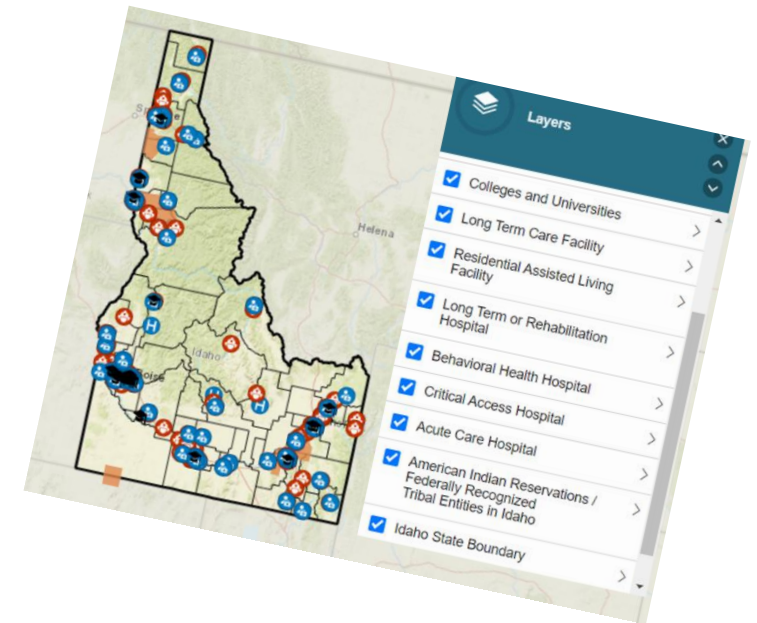 Layers
Colleges and Universities
Long Term Care Facility
Residential Assisted Living
Facility
Long Term or Rehabilitation
Hospital
Behavioral Health Hospital
Critical Access Hospital
Acute Care Hospital
American Indian Reservations /
Federally Recognized
Tribal Entities in Idaho
Idaho State Boundary
Helena
Idaho
H
H